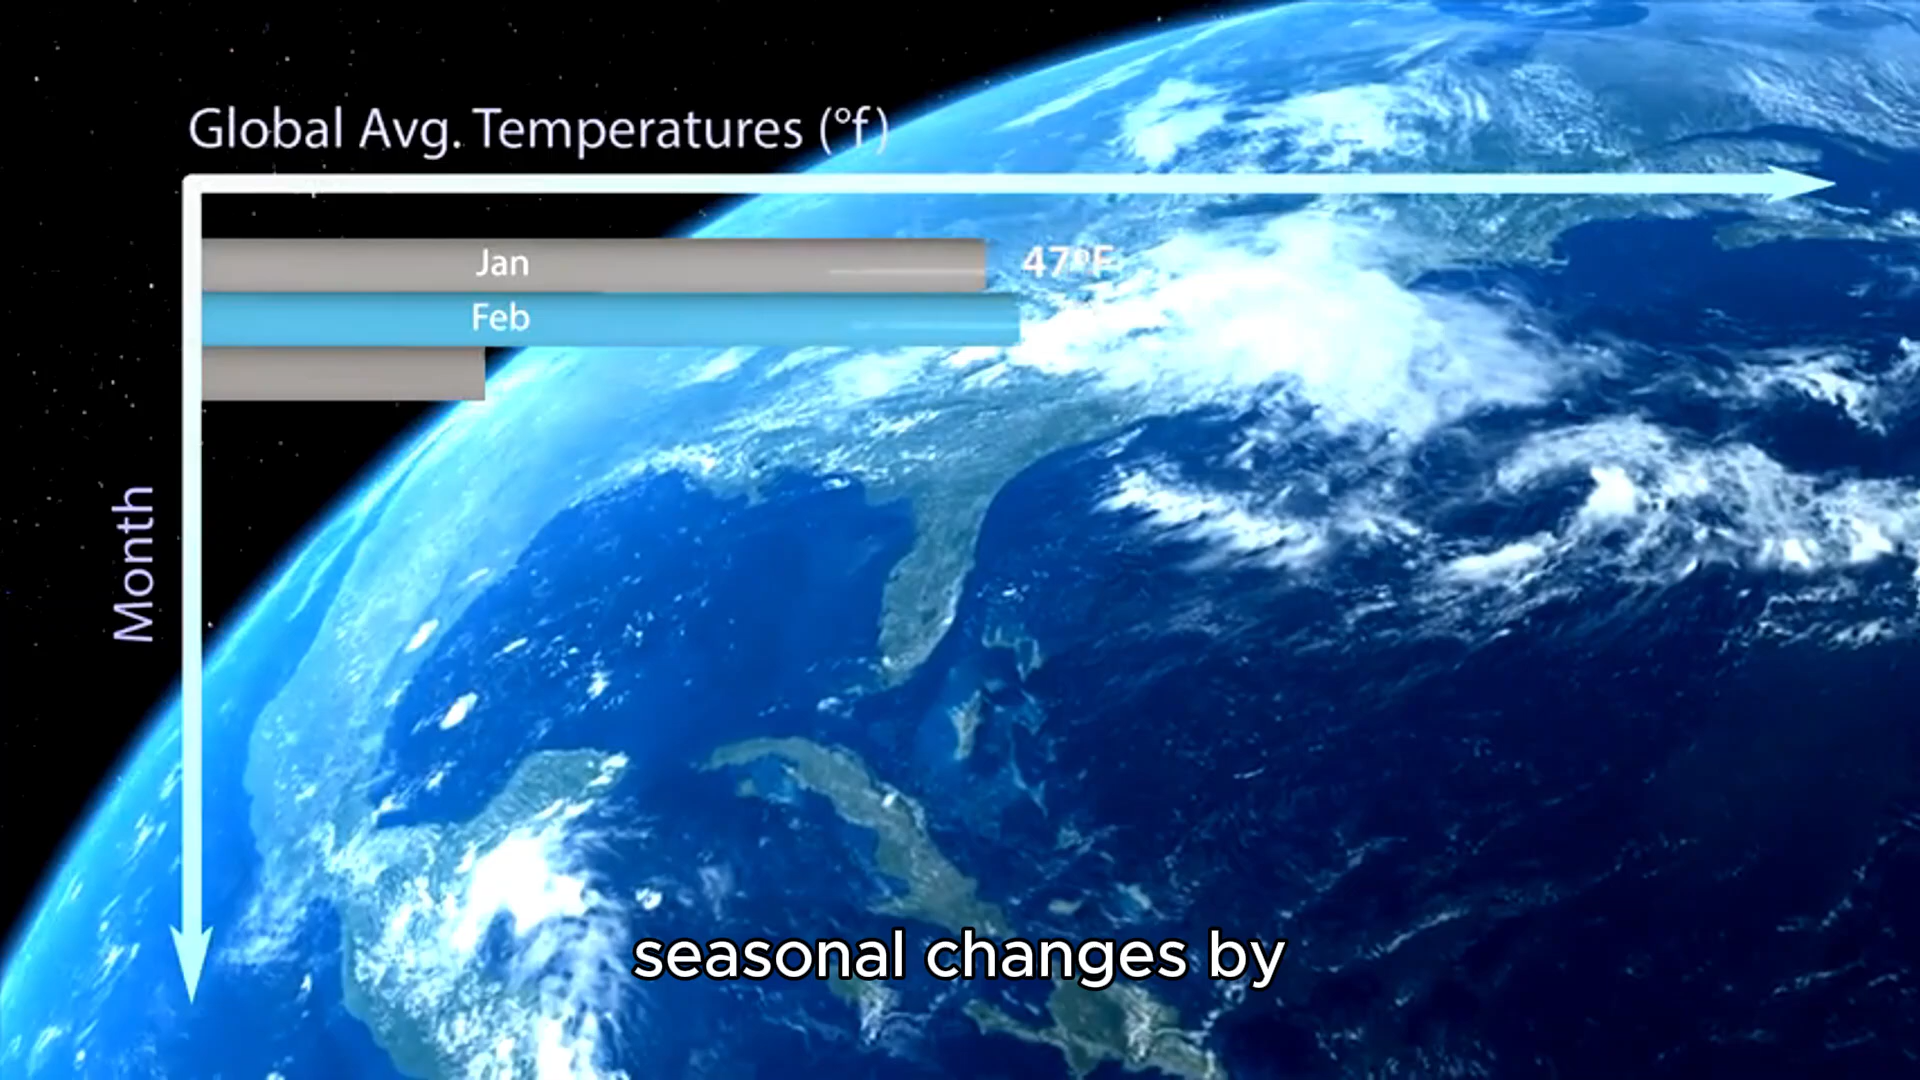 Global Avg. Temperatures (°f)
Jan 47°F
Feb
Month
seasonal changes by